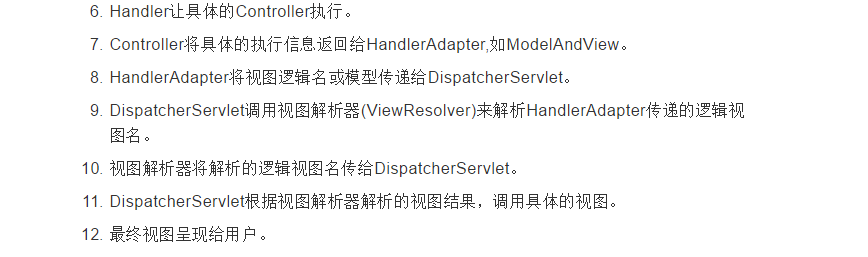 6. Handler让具体的Controller执行。
7. Controller将具体的执行信息返回给HandlerAdapter,如ModelAndView。
8. HandlerAdapter将视图逻辑名或模型传递给DispatcherServlet。
9. DispatcherServlet调用视图解析器(ViewResolver)来解析HandlerAdapter传递的逻辑视
图名。
10. 视图解析器将解析的逻辑视图名传给DispatcherServlet。
11. DispatcherServlet根据视图解析器解析的视图结果，调用具体的视图。
12. 最终视图呈现给用户。